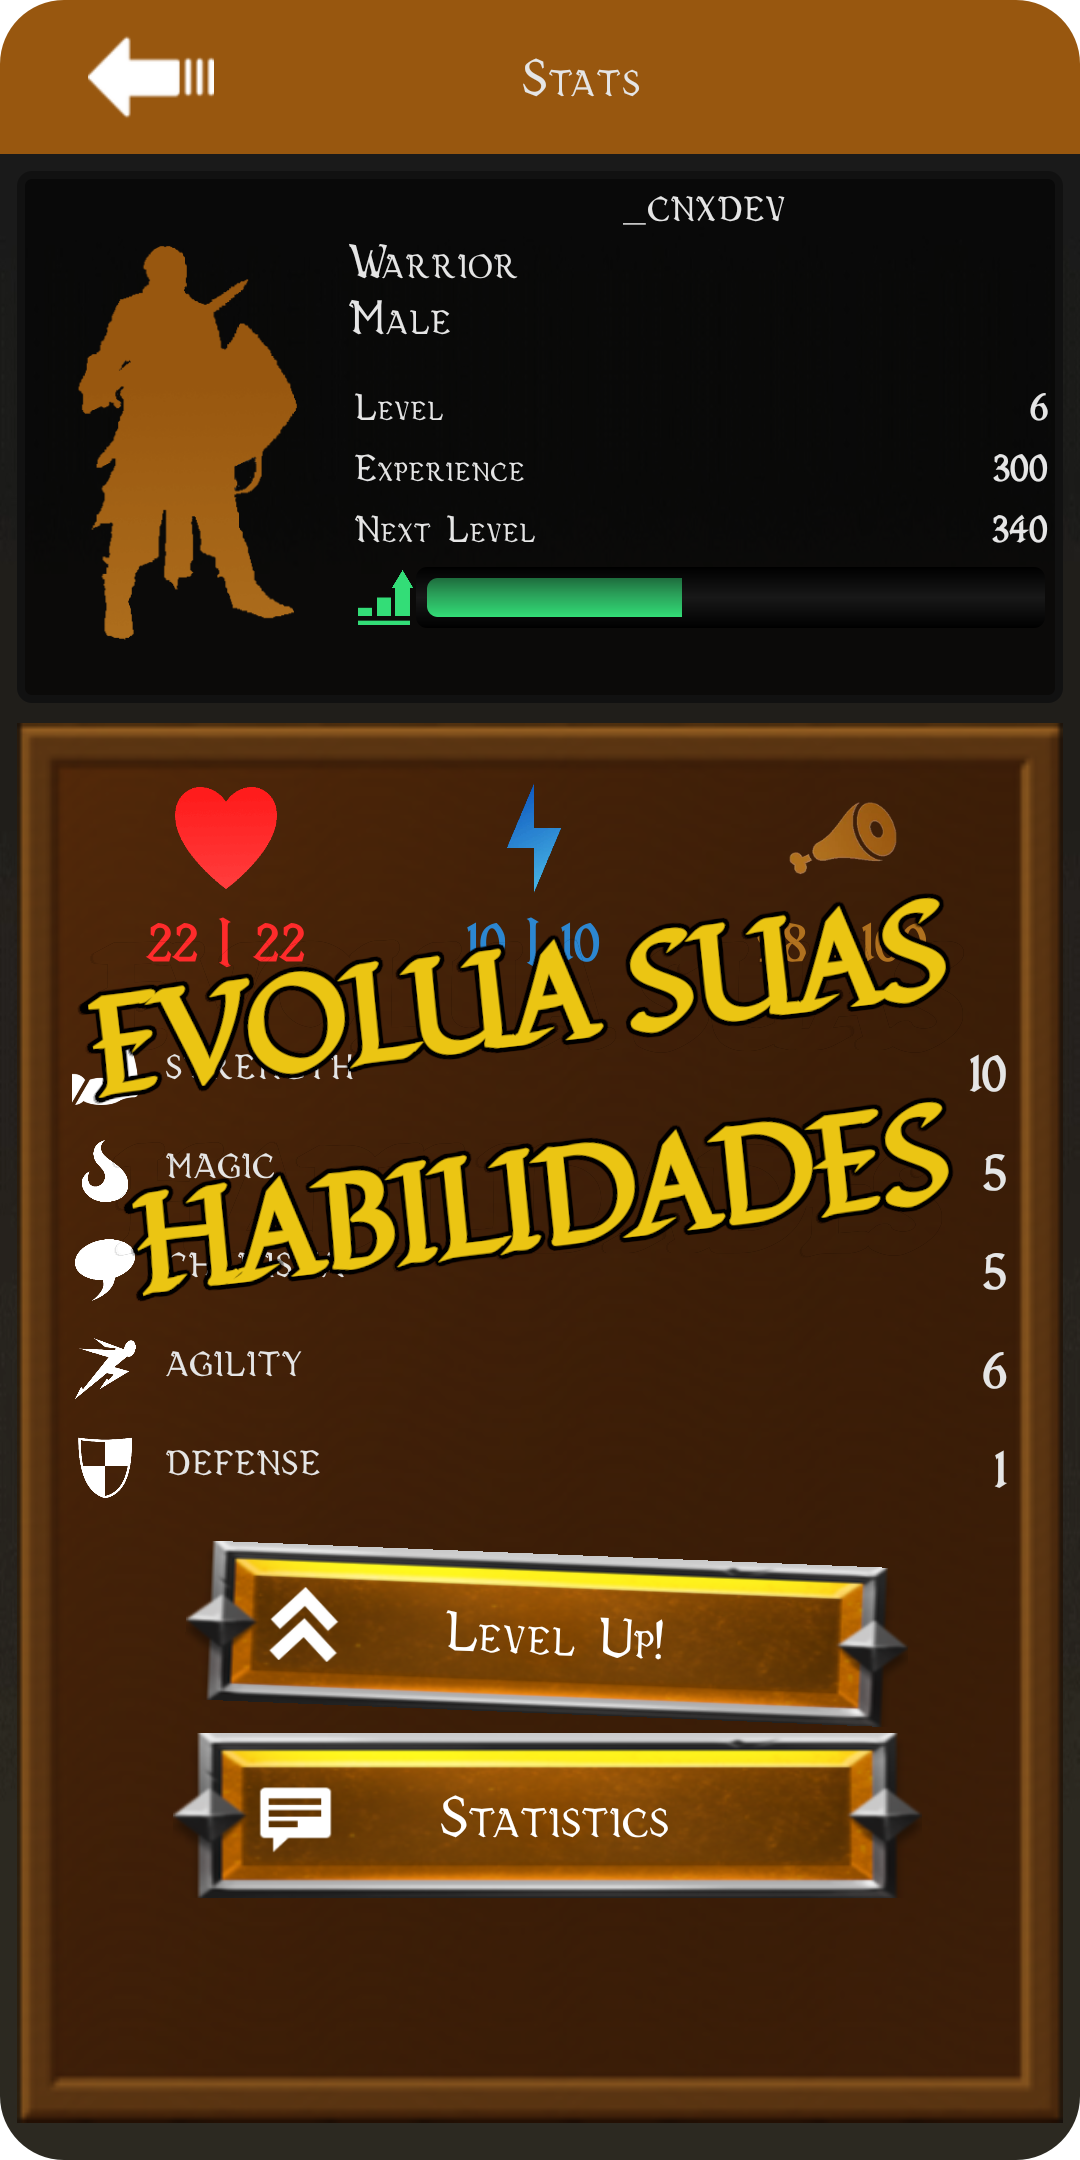 Stats
_cnxdev
Warrior
Male
Level 6
Experience 300
Next Level 340
22 | 22 10 | 10
EVOLUA SUAS
HABILIDADES
STRENGTH 10
MAGIC 5
5
AGILITY 6
DEFENSE 1
Level Up!
Statistics